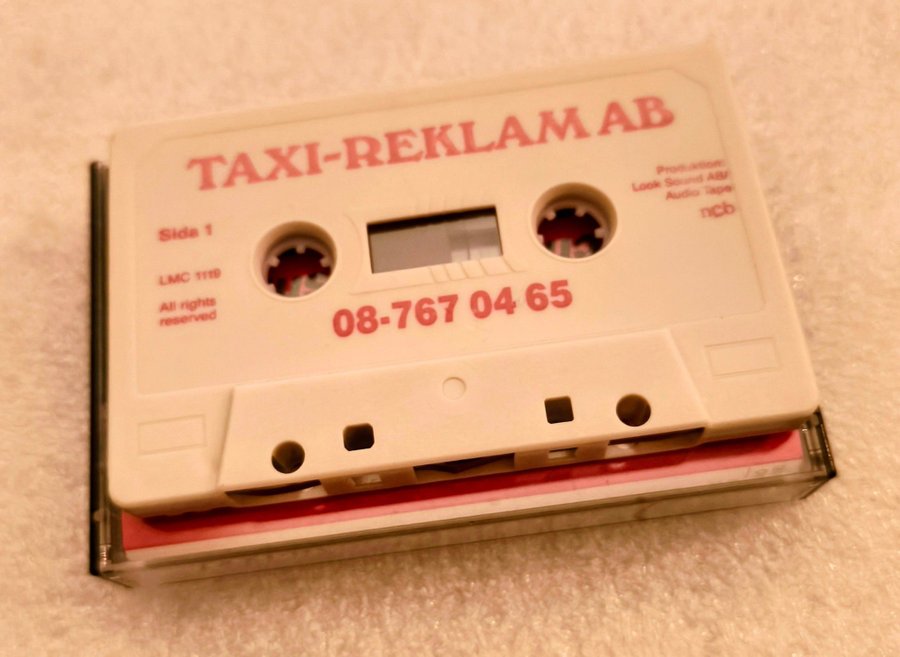 TAXI-REKLAM AB
Produktion:
Look Sound AB/
Audio Tape
ncb
Sida 1
LMC 1119
All rights
reserved
08-767 04 65